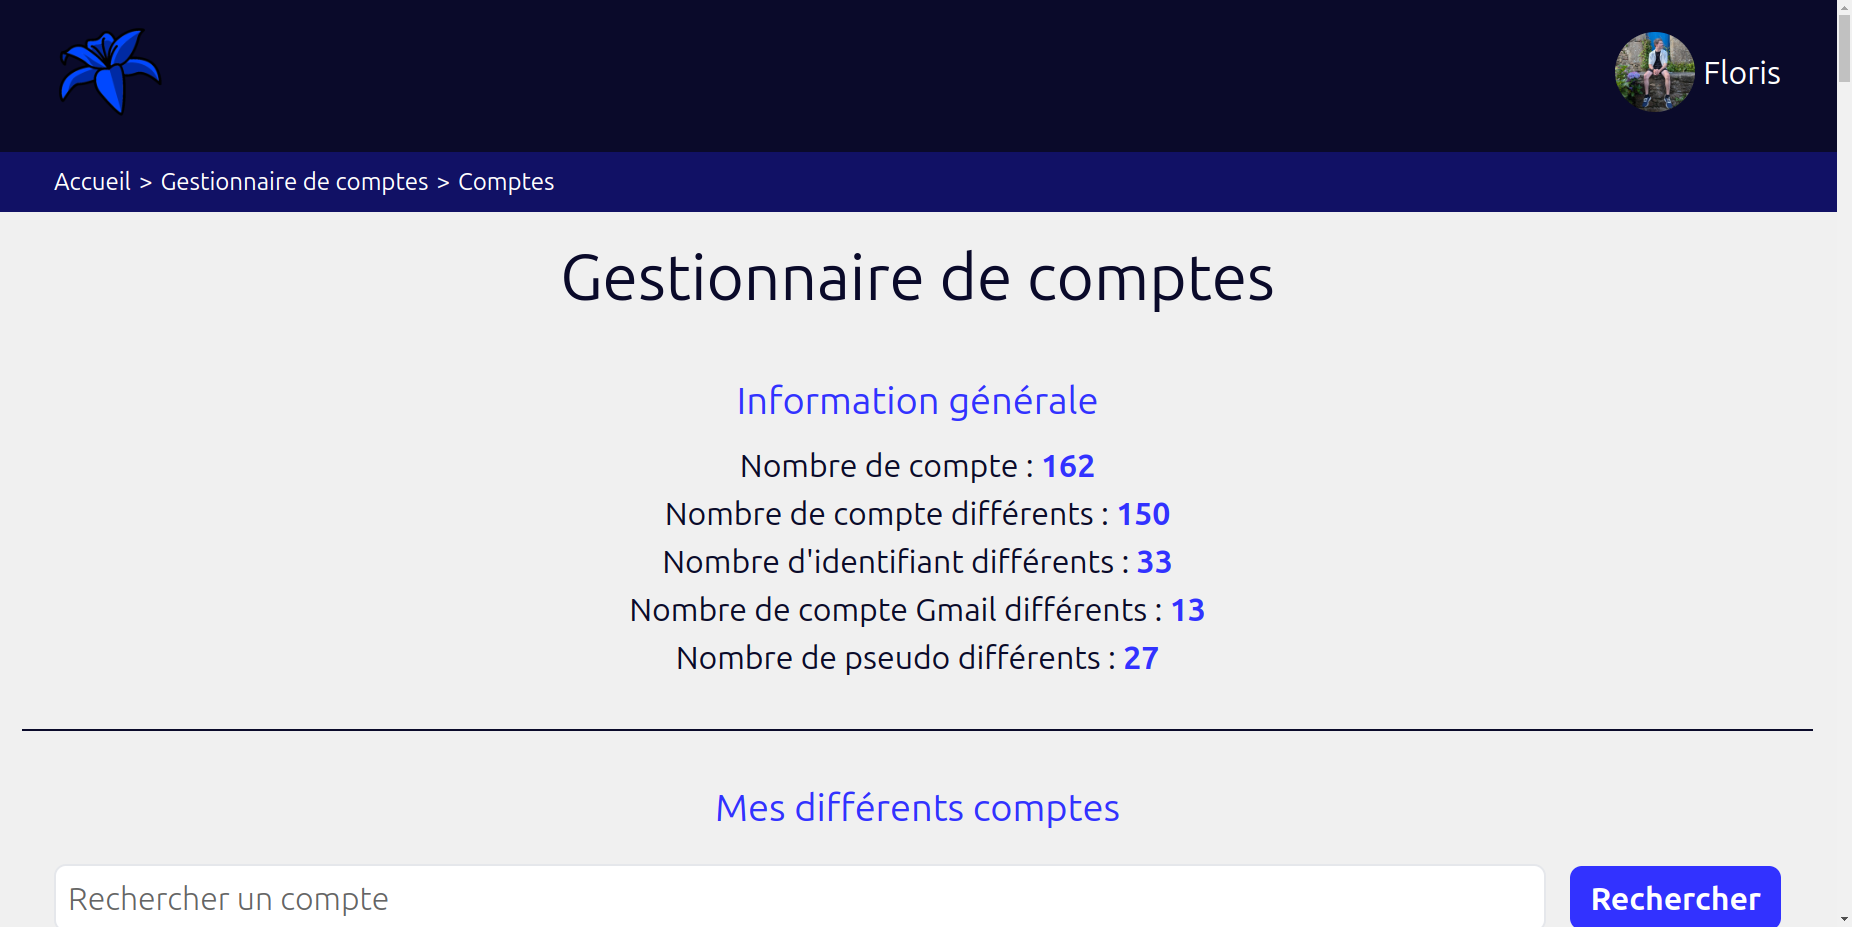 Floris
Accueil > Gestionnaire de comptes > Comptes
Gestionnaire de comptes
Information générale
Nombre de compte : 162
Nombre de compte différents : 150
Nombre d'identifiant différents : 33
Nombre de compte Gmail différents : 13
Nombre de pseudo différents : 27
Mes différents comptes
Rechercher un compte
Rechercher